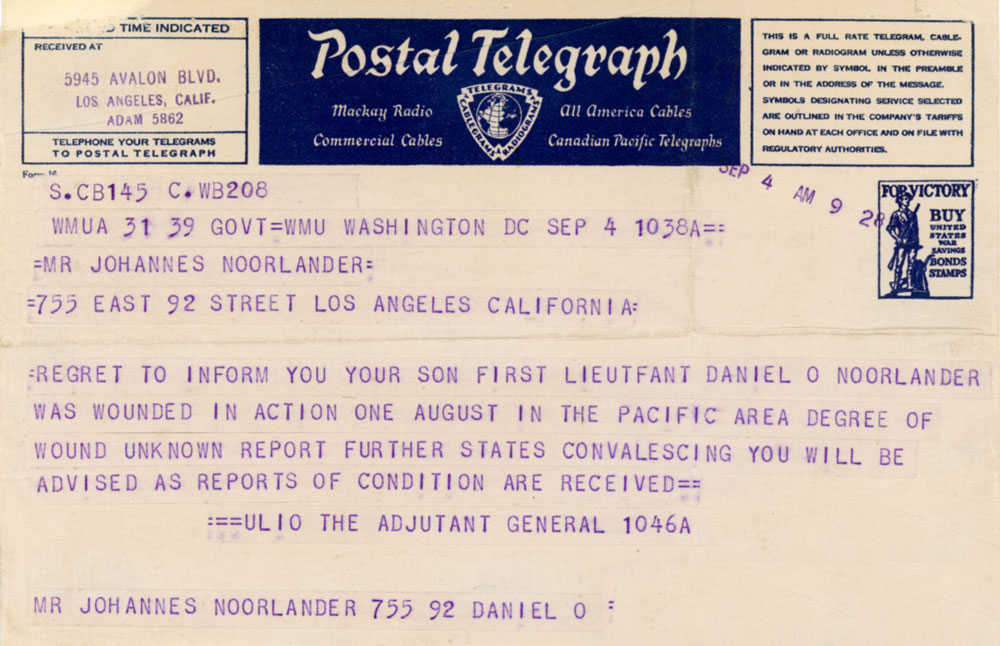 D TIME INDICATED
RECEIVED AT
5945 AVALON BLVD.
LOS ANGELES, CALIF.
ADAM 5862
TELEPHONE YOUR TELEGRAMS
TO POSTAL TELEGRAPH
Form 16
Postal Telegraph
Mackay Radio
Commercial Cables
TELEGRAMS
CABLEGRAMS
RADIOGRAMS
All America Cables
Canadian Pacific Telegraphs
THIS IS A FULL RATE TELEGRAM, CABLE-
GRAM OR RADIOGRAM UNLESS OTHERWISE
INDICATED BY SYMBOL IN THE PREAMBLE
OR IN THE ADDRESS OF THE MESSAGE.
SYMBOLS DESIGNATING SERVICE SELECTED
ARE OUTLINED IN THE COMPANY'S TARIFFS
ON HAND AT EACH OFFICE AND ON FILE WITH
REGULATORY AUTHORITIES.
SEP 4 AM 9 28
FOR VICTORY
BUY
UNITED
STATES
WAR
SAVINGS
BONDS
STAMPS
S.CB145 C.WB208
WMUA 31 39 GOVT=WMU WASHINGTON DC SEP 4 1038A==
=MR JOHANNES NOORLANDER=
=755 EAST 92 STREET LOS ANGELES CALIFORNIA=
=REGRET TO INFORM YOU YOUR SON FIRST LIEUTFANT DANIEL O NOORLANDER
WAS WOUNDED IN ACTION ONE AUGUST IN THE PACIFIC AREA DEGREE OF
WOUND UNKNOWN REPORT FURTHER STATES CONVALESCING YOU WILL BE
ADVISED AS REPORTS OF CONDITION ARE RECEIVED==
:==ULIO THE ADJUTANT GENERAL 1046A
MR JOHANNES NOORLANDER 755 92 DANIEL O =